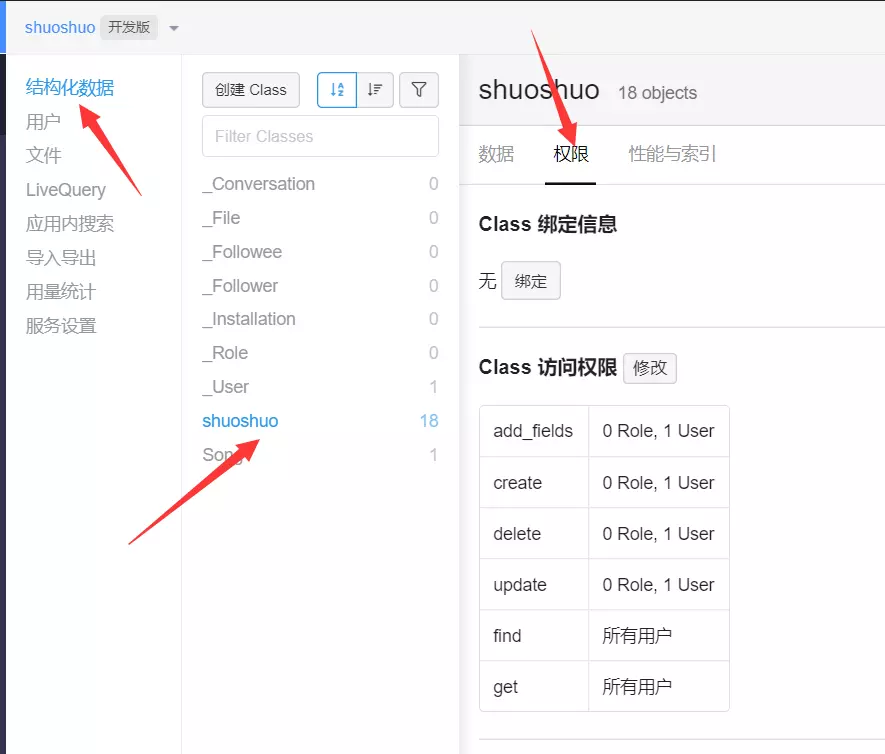 shuoshuo 开发版
结构化数据
用户
文件
LiveQuery
应用内搜索
导入导出
用量统计
服务设置
创建 Class
Filter Classes
_Conversation 0
_File 0
_Followee 0
_Follower 0
_Installation 0
_Role 0
_User 1
shuoshuo 18
Song 1
shuoshuo 18 objects
数据 权限 性能与索引
Class 绑定信息
无 绑定
Class 访问权限 修改
add_fields 0 Role, 1 User
create 0 Role, 1 User
delete 0 Role, 1 User
update 0 Role, 1 User
find 所有用户
get 所有用户